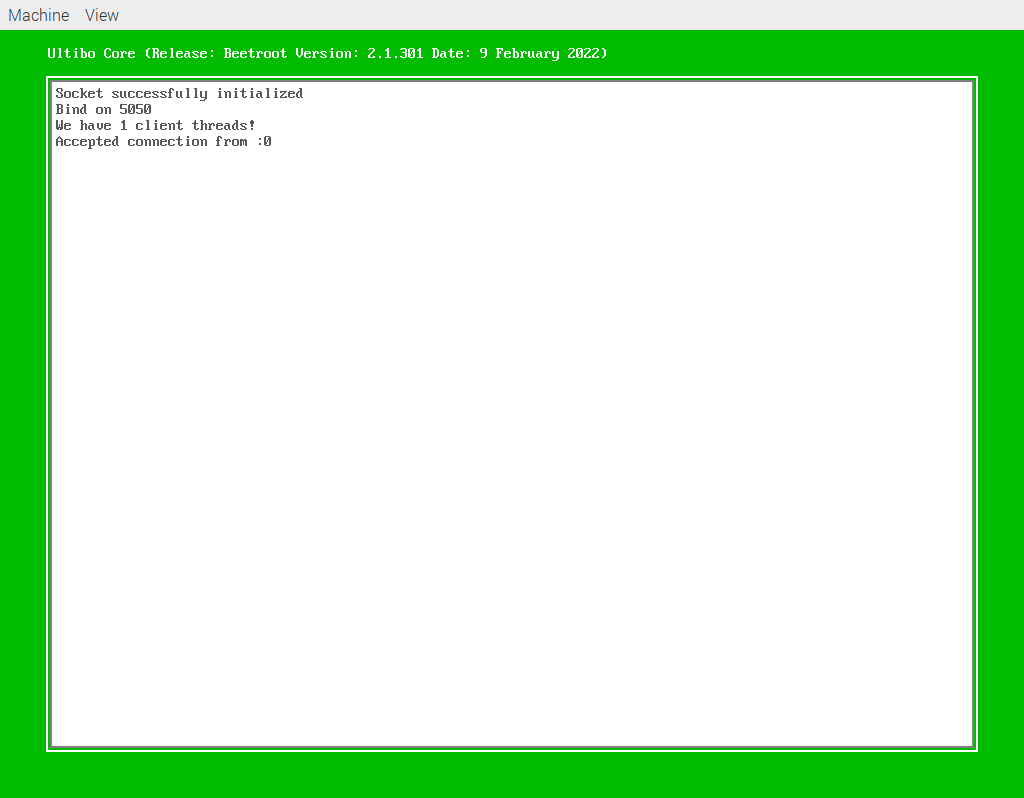 Machine View
Ultibo Core (Release: Beetroot Version: 2.1.301 Date: 9 February 2022)
Socket successfully initialized
Bind on 5050
We have 1 client threads!
Accepted connection from :0